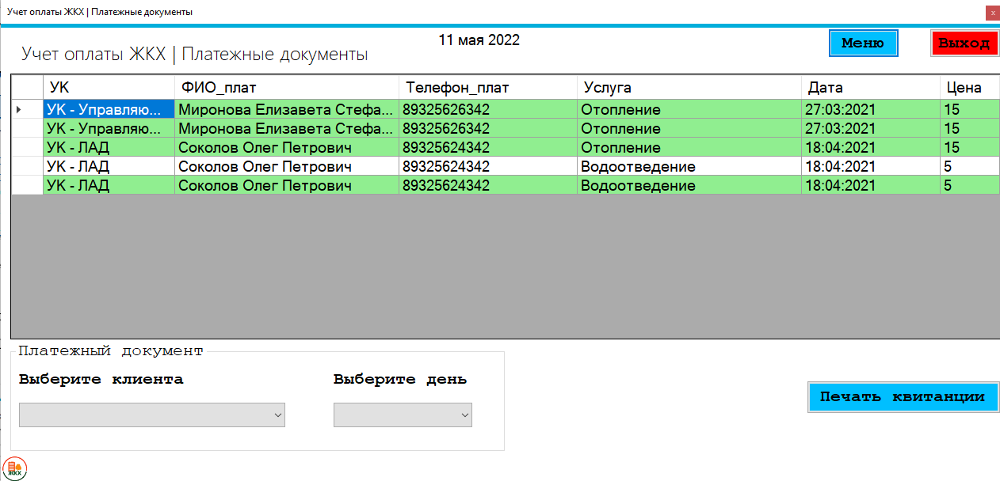 Учет оплаты ЖКХ | Платежные документы
x
11 мая 2022
Меню
Выход
Учет оплаты ЖКХ | Платежные документы
УК ФИО_плат Телефон_плат Услуга Дата Цена
УК - Управляю... Миронова Елизавета Стефа... 89325626342 Отопление 27:03:2021 15
УК - Управляю... Миронова Елизавета Стефа... 89325626342 Отопление 27:03:2021 15
УК - ЛАД Соколов Олег Петрович 89325624342 Отопление 18:04:2021 15
УК - ЛАД Соколов Олег Петрович 89325624342 Водоотведение 18:04:2021 5
УК - ЛАД Соколов Олег Петрович 89325624342 Водоотведение 18:04:2021 5
Платежный документ
Выберите клиента Выберите день
Печать квитанции
ЖКХ